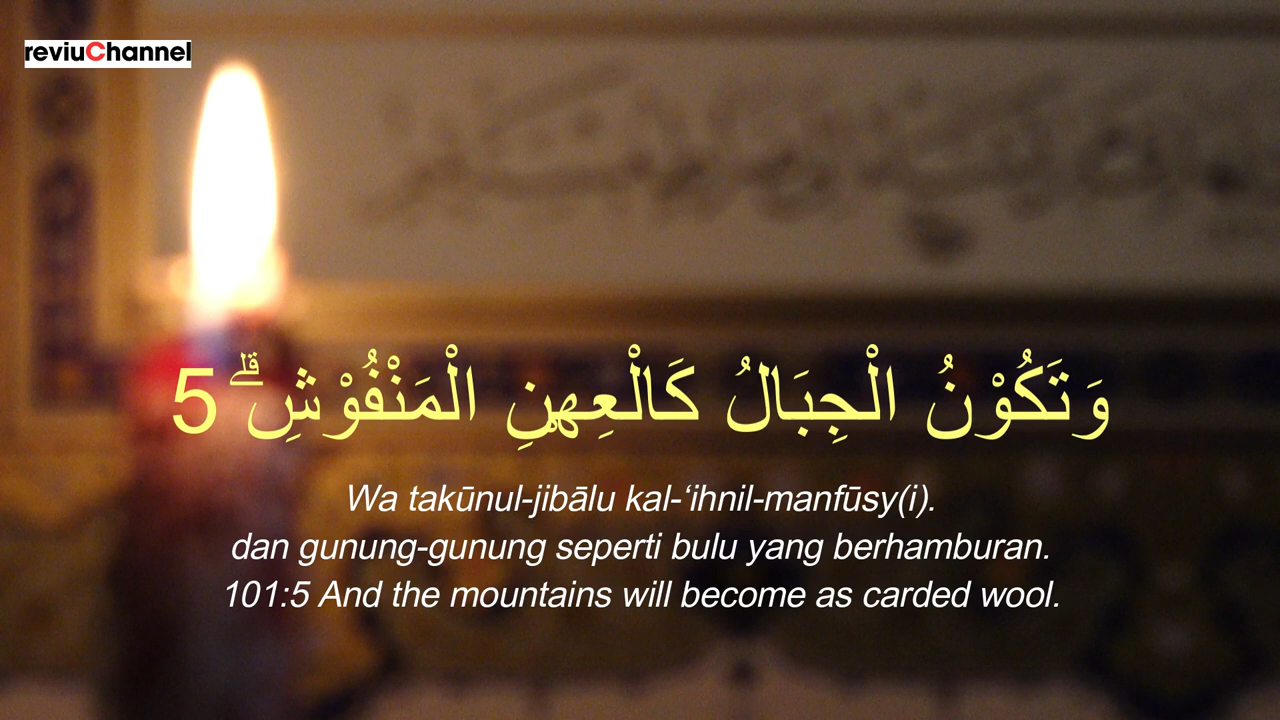 reviuChannel
وَتَكُوْنُ الْجِبَالُ كَالْعِهْنِ الْمَنْفُوْشِۗ 5
Wa takūnul-jibālu kal-‘ihnil-manfūsy(i).
dan gunung-gunung seperti bulu yang berhamburan.
101:5 And the mountains will become as carded wool.